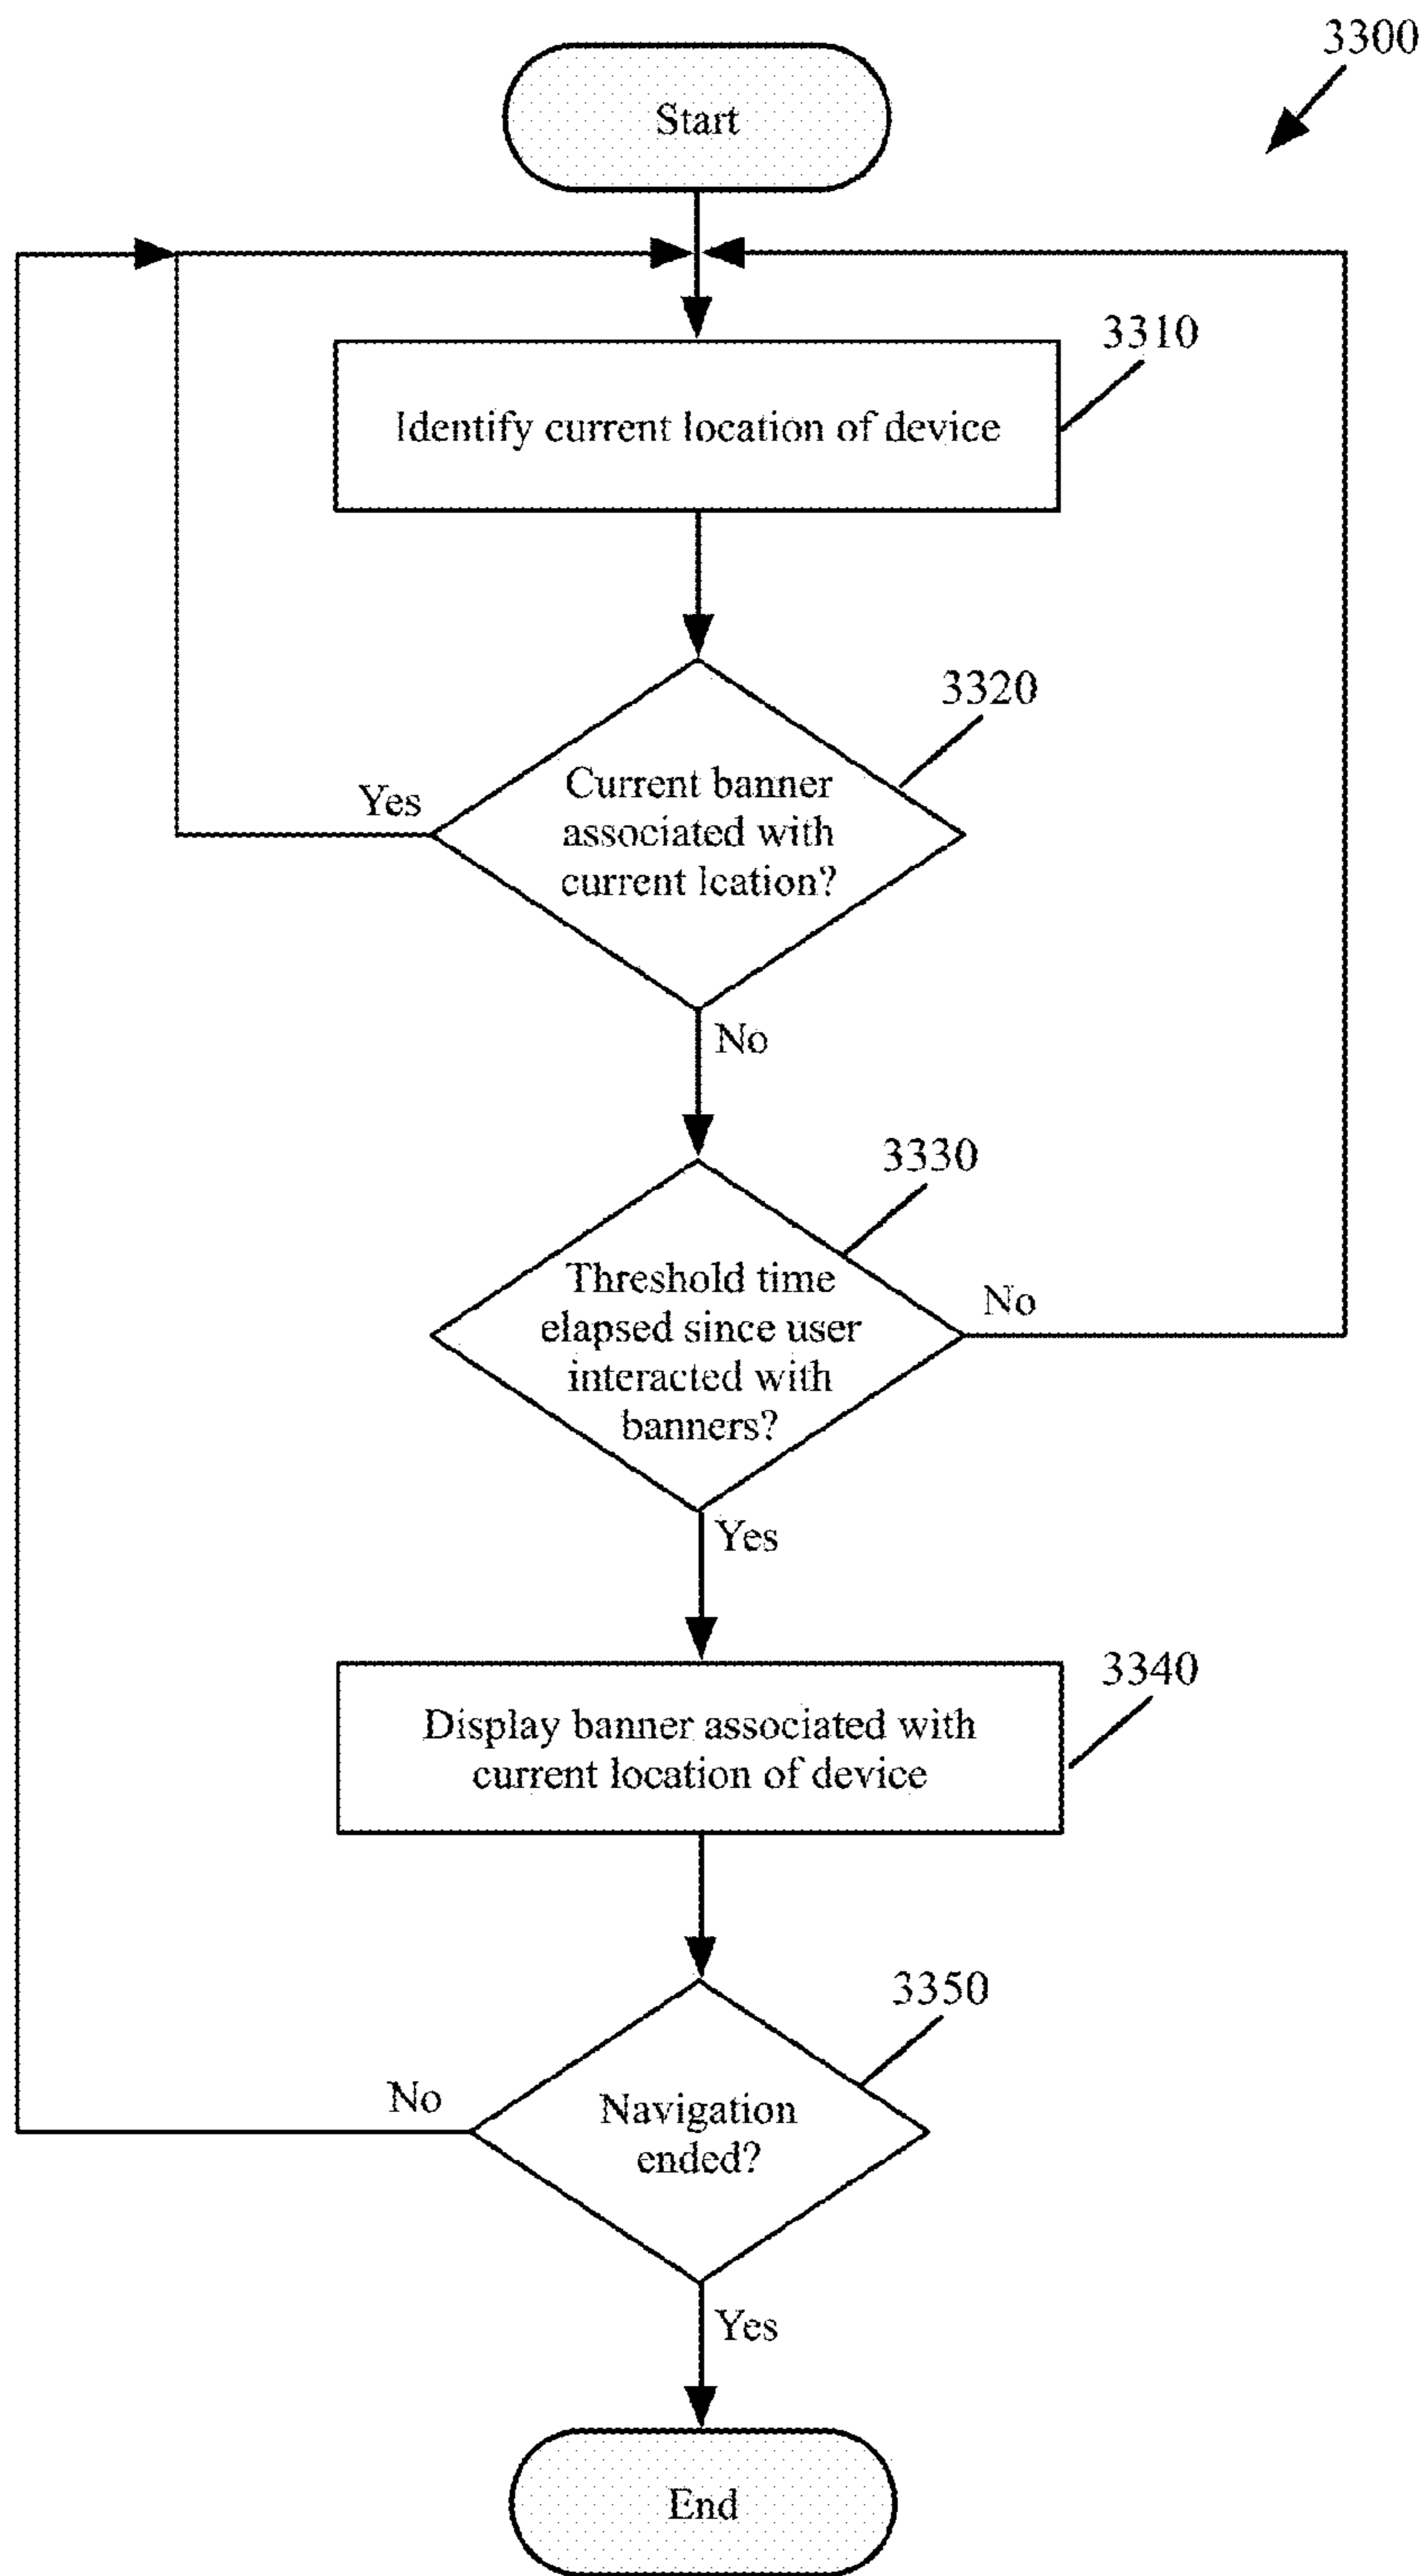 3300
Start
3310
Identify current location of device
3320
Current banner
associated with
current lcation?
Yes
No
3330
Threshold time
elapsed since user
interacted with
banners?
No
Yes
3340
Display banner associated with
current location of device
3350
No
Navigation
ended?
Yes
End